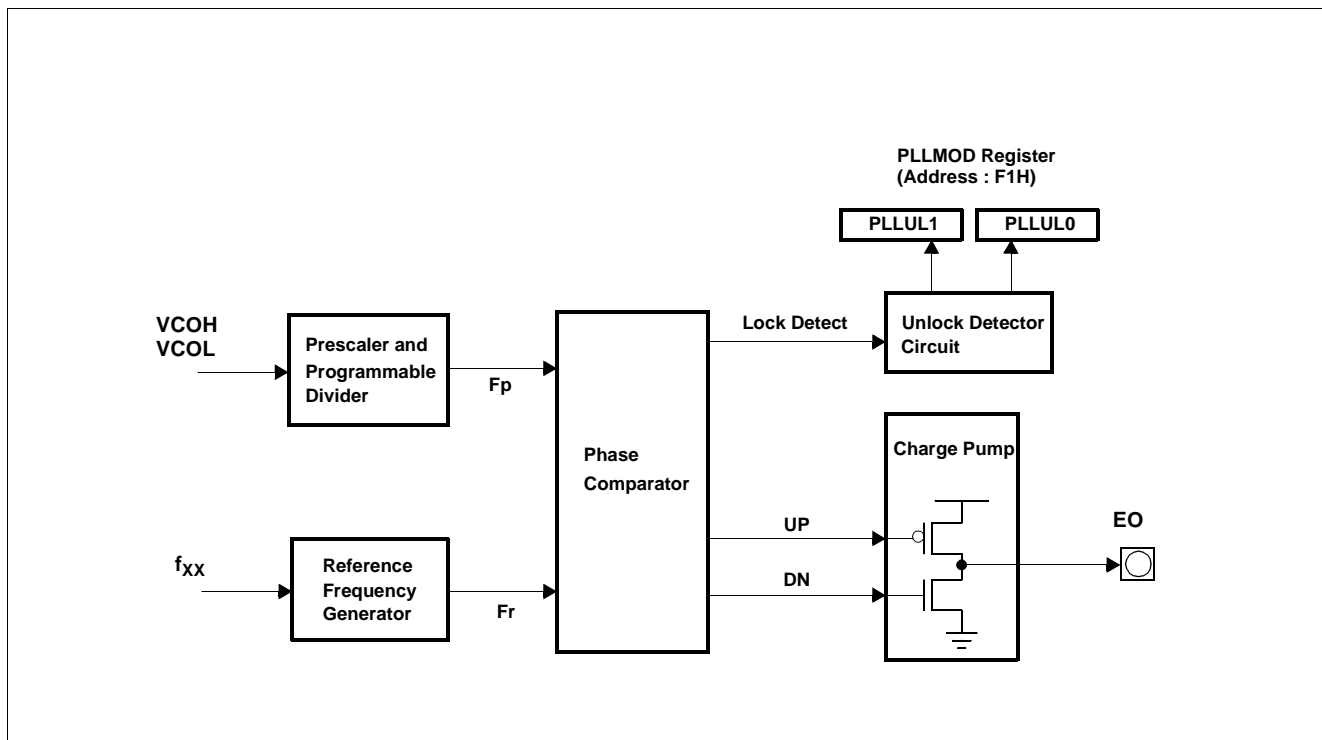 PLLMOD Register
(Address : F1H)
PLLUL1
PLLUL0
VCOH
VCOL
Prescaler and
Programmable
Divider
Fp
Lock Detect
Unlock Detector
Circuit
Phase
Comparator
Charge Pump
UP
DN
EO
fXX
Reference
Frequency
Generator
Fr